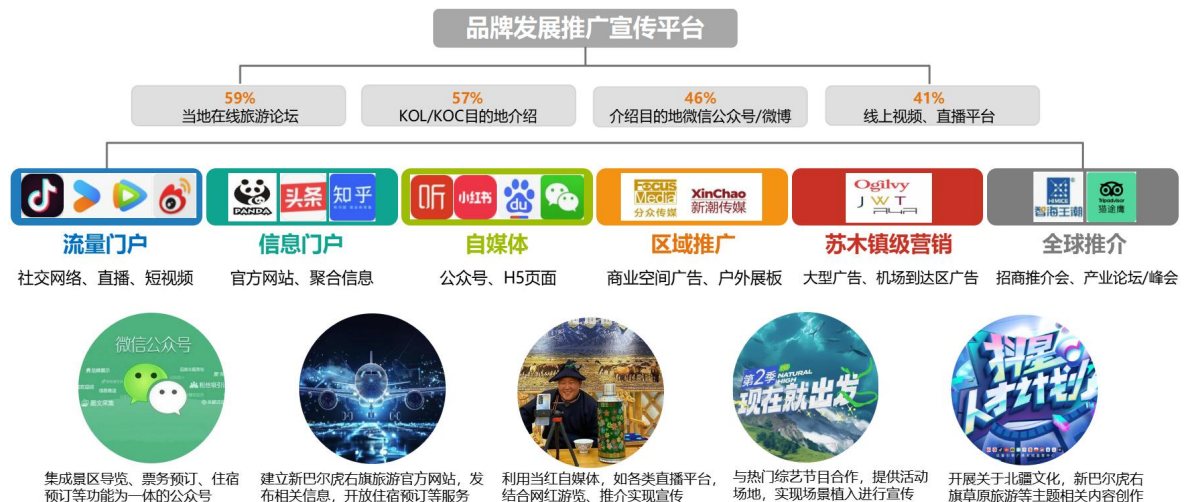 品牌发展推广宣传平台
59%
当地在线旅游论坛
57%
KOL/KOC目的地介绍
46%
介绍目的地微信公众号/微博
41%
线上视频、直播平台
PANDA
头条
知乎
听
小红书
du
FOCUS
MEDIA
分众传媒
XinChao
新潮传媒
Ogilvy
JWT
HIMICE
智海王潮
Tripadvisor
猫途鹰
流量门户
信息门户
自媒体
区域推广
苏木镇级营销
全球推介
社交网络、直播、短视频
官方网站、聚合信息
公众号、H5页面
商业空间广告、户外展板
大型广告、机场到达区广告
招商推介会、产业论坛/峰会
微信公众号
第2季 NATURAL HIGH
现在就出发
抖星
人才计划
集成景区导览、票务预订、住宿
预订等功能为一体的公众号
建立新巴尔虎右旗旅游官方网站，发
布相关信息，开放住宿预订等服务
利用当红自媒体，如各类直播平台，
结合网红游览、推介实现宣传
与热门综艺节目合作，提供活动
场地，实现场景植入进行宣传
开展关于北疆文化，新巴尔虎右
旗草原旅游等主题相关内容创作